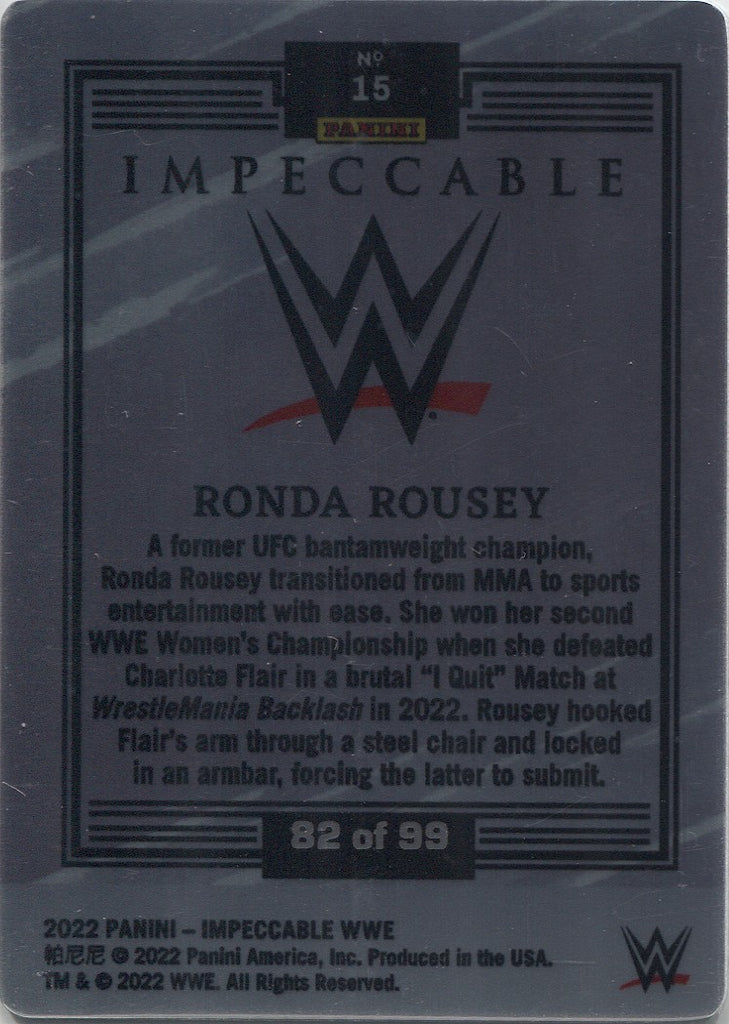 Nº
15
PANINI
IMPECCABLE
W
RONDA ROUSEY
A former UFC bantamweight champion,
Ronda Rousey transitioned from MMA to sports
entertainment with ease. She won her second
WWE Women's Championship when she defeated
Charlotte Flair in a brutal “I Quit” Match at
WrestleMania Backlash in 2022. Rousey hooked
Flair's arm through a steel chair and locked
in an armbar, forcing the latter to submit.
82 of 99
2022 PANINI – IMPECCABLE WWE
帕尼尼 © 2022 Panini America, Inc. Produced in the USA.
TM & © 2022 WWE. All Rights Reserved.
W